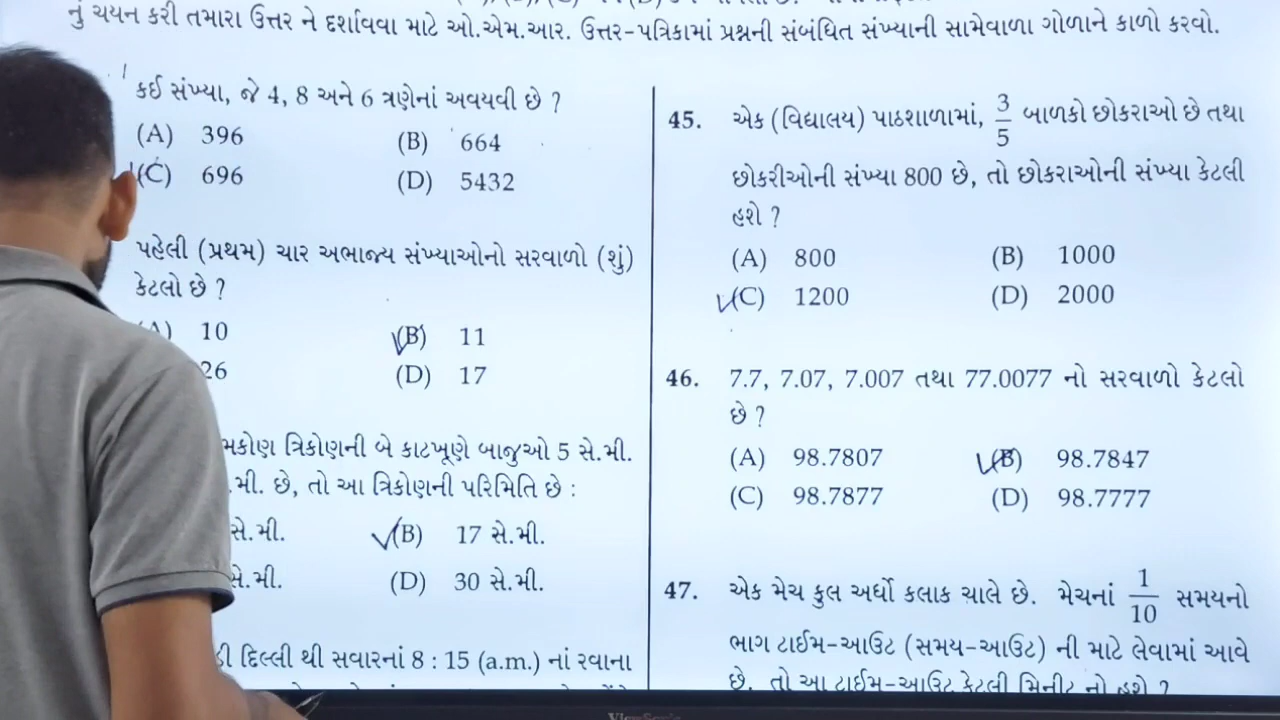 નું ચયન કરી તમારા ઉત્તર ને દર્શાવવા માટે ઓ.એમ.આર. ઉત્તર-પત્રિકામાં પ્રશ્નની સંબંધિત સંખ્યાની સામેવાળા ગોળાને કાળો કરવો.
કઈ સંખ્યા, જે 4, 8 અને 6 ત્રણેનાં અવયવી છે ?
(A) 396 (B) 664
(C) 696 (D) 5432
પહેલી (પ્રથમ) ચાર અભાજ્ય સંખ્યાઓનો સરવાળો (શું)
કેટલો છે ?
(A) 10 (B) 11
26 (D) 17
ત્રિકોણની બે કાટખૂણે બાજુઓ 5 સે.મી.
છે, તો આ ત્રિકોણની પરિમિતિ છે :
સે.મી. (B) 17 સે.મી.
સે.મી. (D) 30 સે.મી.
દિલ્લી થી સવારનાં 8 : 15 (a.m.) નાં રવાના
45. એક (વિદ્યાલય) પાઠશાળામાં, 3/5 બાળકો છોકરાઓ છે તથા
છોકરીઓની સંખ્યા 800 છે, તો છોકરાઓની સંખ્યા કેટલી
હશે ?
(A) 800 (B) 1000
(C) 1200 (D) 2000
46. 7.7, 7.07, 7.007 તથા 77.0077 નો સરવાળો કેટલો
છે ?
(A) 98.7807 (B) 98.7847
(C) 98.7877 (D) 98.7777
47. એક મેચ કુલ અર્ધો કલાક ચાલે છે. મેચનાં 1/10 સમયનો
ભાગ ટાઈમ-આઉટ (સમય-આઉટ) ની માટે લેવામાં આવે
છે. તો આ ટાઈમ-આઉટ કેટલી મિનીટ નો હશે ?